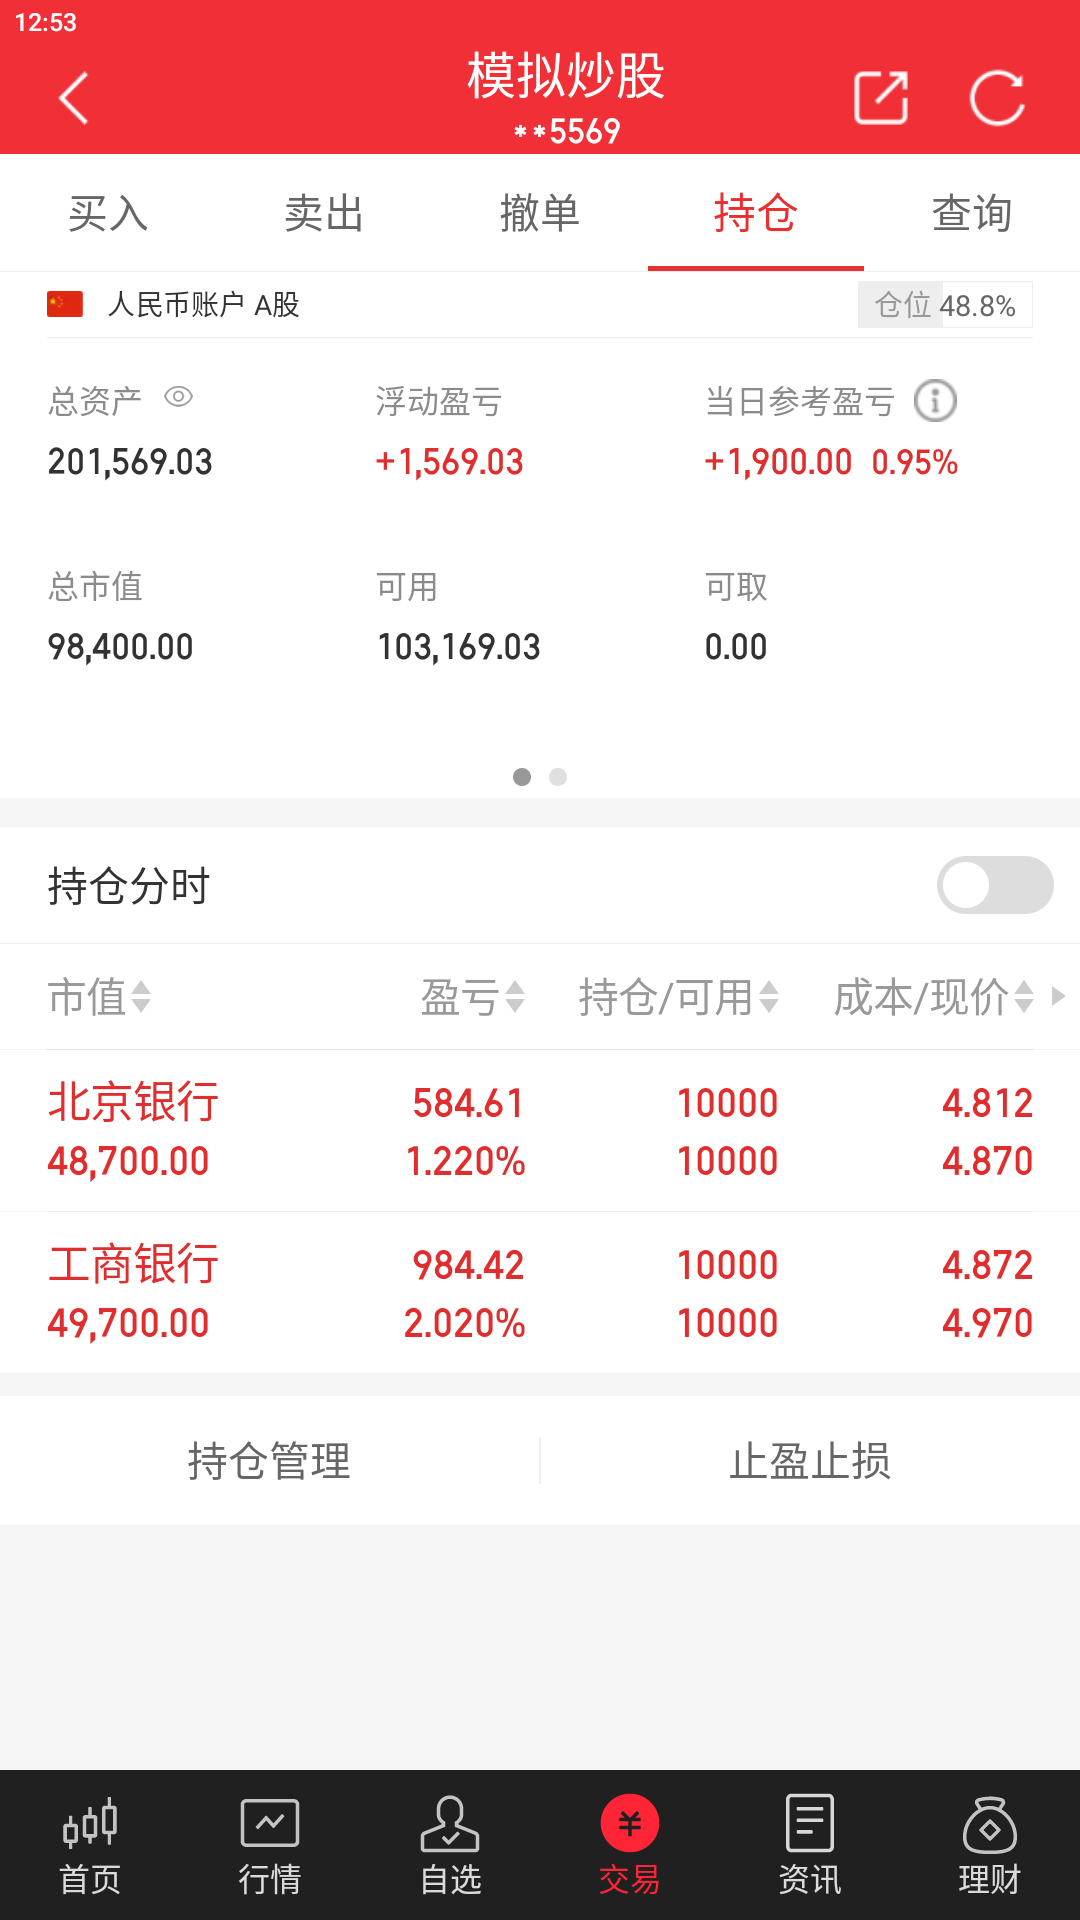 12:53
模拟炒股
**5569
买入 卖出 撤单 持仓 查询
人民币账户 A股 仓位 48.8%
总资产 浮动盈亏 当日参考盈亏
201,569.03 +1,569.03 +1,900.00 0.95%
总市值 可用 可取
98,400.00 103,169.03 0.00
持仓分时
市值 盈亏 持仓/可用 成本/现价
北京银行 584.61 10000 4.812
48,700.00 1.220% 10000 4.870
工商银行 984.42 10000 4.872
49,700.00 2.020% 10000 4.970
持仓管理 止盈止损
首页 行情 自选 交易 资讯 理财